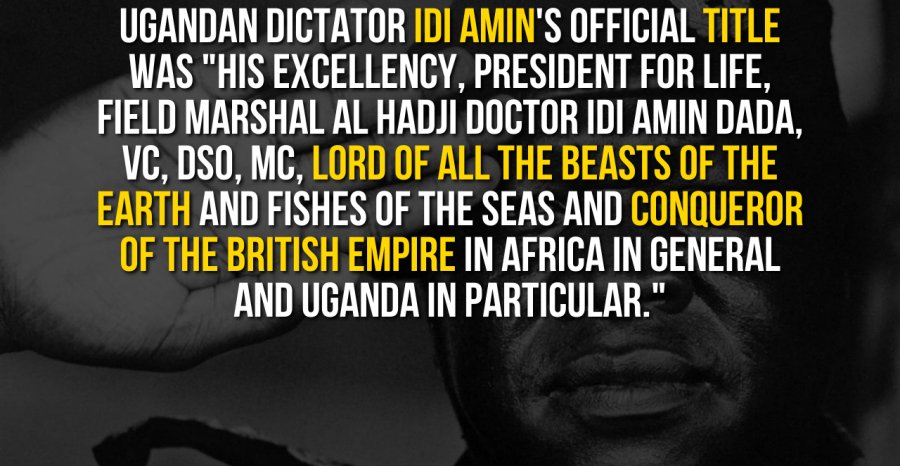 UGANDAN DICTATOR IDI AMIN'S OFFICIAL TITLE
WAS "HIS EXCELLENCY, PRESIDENT FOR LIFE,
FIELD MARSHAL AL HADJI DOCTOR IDI AMIN DADA,
VC, DSO, MC, LORD OF ALL THE BEASTS OF THE
EARTH AND FISHES OF THE SEAS AND CONQUEROR
OF THE BRITISH EMPIRE IN AFRICA IN GENERAL
AND UGANDA IN PARTICULAR."